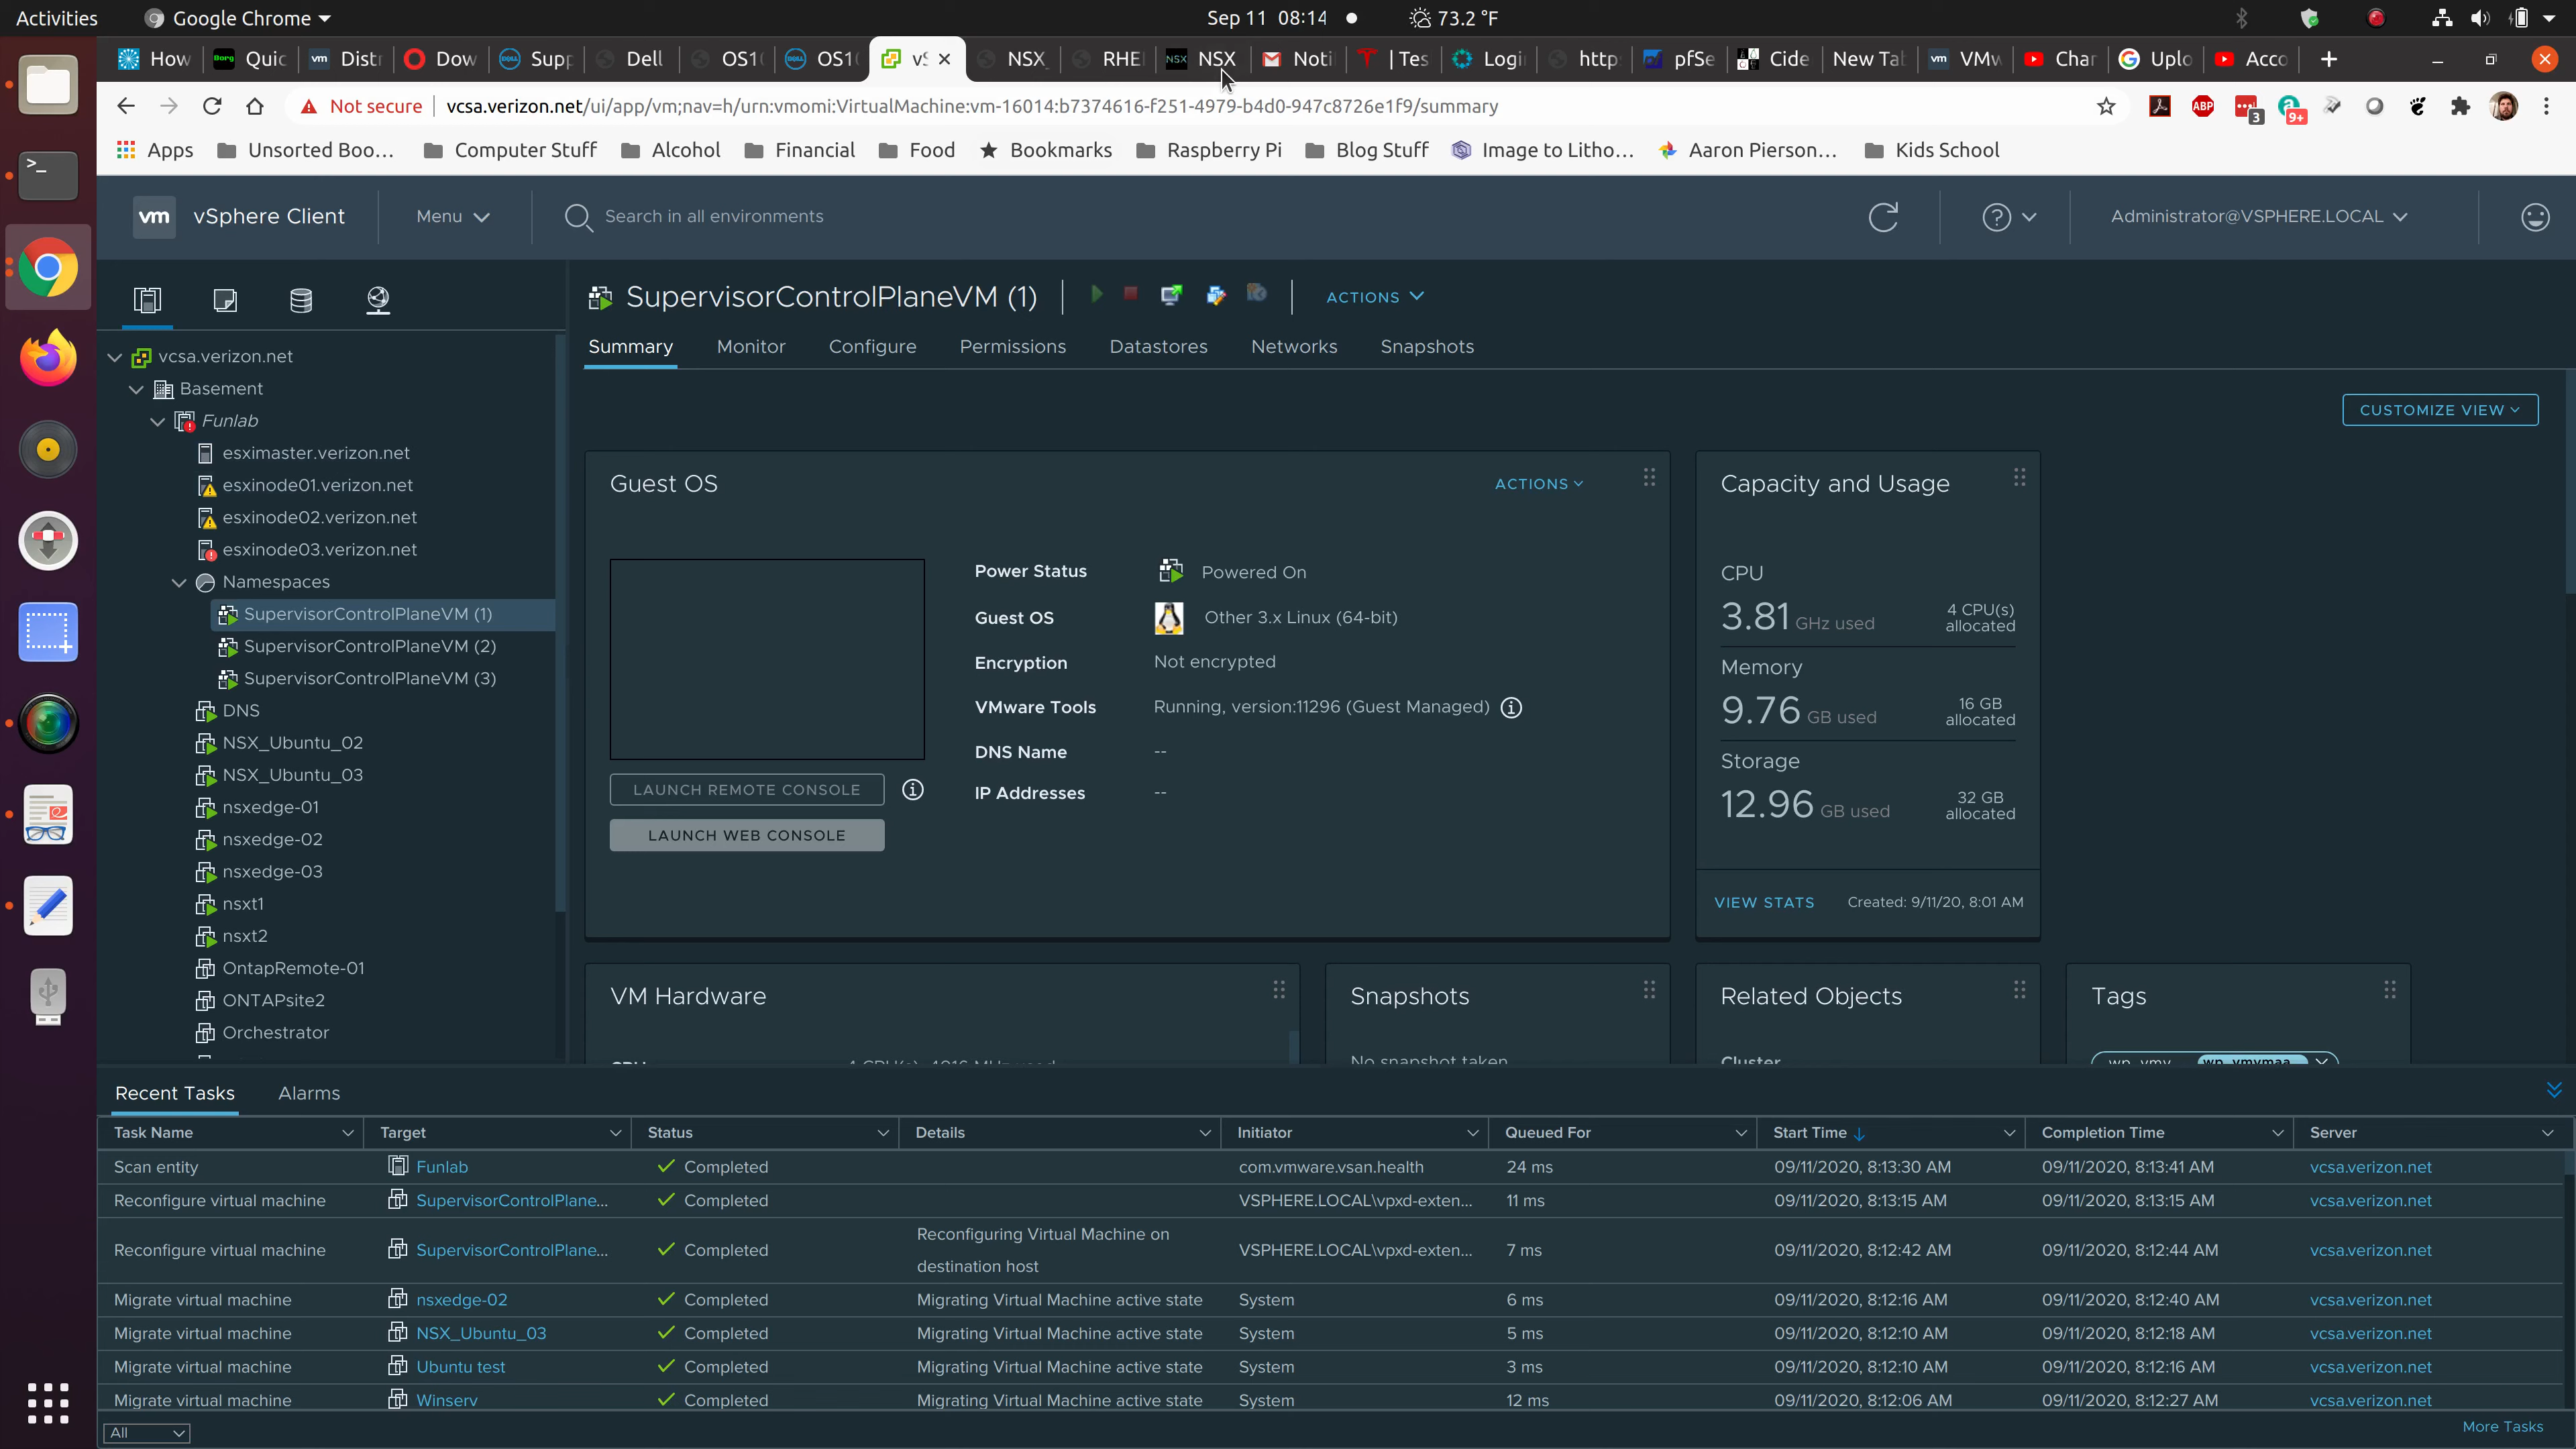 Activities
Google Chrome
Sep 11 08:14
73.2 °F
How
Quic
Distr
Dow
Supp
Dell
NSX_
RHE
NSX
Noti
| Tes
Logi
http
pfSe
Cide
New Tab
VMw
Char
Uplo
Acco
Not secure
vcsa.verizon.net/ui/app/vm;nav=h/urn:vmomi:VirtualMachine:vm-16014:b7374616-f251-4979-b4d0-947c8726e1f9/summary
ABP
3
9+
Apps
Unsorted Boo...
Computer Stuff
Alcohol
Financial
Food
Bookmarks
Raspberry Pi
Blog Stuff
Image to Litho...
Aaron Pierson...
Kids School
vm
vSphere Client
Menu
Search in all environments
Administrator@VSPHERE.LOCAL
vcsa.verizon.net
Basement
Funlab
esximaster.verizon.net
esxinode01.verizon.net
esxinode02.verizon.net
esxinode03.verizon.net
Namespaces
SupervisorControlPlaneVM (1)
SupervisorControlPlaneVM (2)
SupervisorControlPlaneVM (3)
DNS
NSX_Ubuntu_02
NSX_Ubuntu_03
nsxedge-01
nsxedge-02
nsxedge-03
nsxt1
nsxt2
OntapRemote-01
ONTAPsite2
Orchestrator
SupervisorControlPlaneVM (1)
ACTIONS
Summary
Monitor
Configure
Permissions
Datastores
Networks
Snapshots
CUSTOMIZE VIEW
Guest OS
ACTIONS
Power Status
Powered On
Guest OS
Other 3.x Linux (64-bit)
Encryption
Not encrypted
VMware Tools
Running, version:11296 (Guest Managed)
DNS Name
--
IP Addresses
--
LAUNCH REMOTE CONSOLE
LAUNCH WEB CONSOLE
Capacity and Usage
CPU
3.81 GHz used
4 CPU(s) allocated
Memory
9.76 GB used
16 GB allocated
Storage
12.96 GB used
32 GB allocated
VIEW STATS
Created: 9/11/20, 8:01 AM
VM Hardware
Snapshots
No snapshot taken
Related Objects
Cluster
Tags
Recent Tasks
Alarms
Task Name
Target
Status
Details
Initiator
Queued For
Start Time
Completion Time
Server
Scan entity
Funlab
Completed
com.vmware.vsan.health
24 ms
09/11/2020, 8:13:30 AM
09/11/2020, 8:13:41 AM
vcsa.verizon.net
Reconfigure virtual machine
SupervisorControlPlane...
Completed
VSPHERE.LOCAL\vpxd-exten...
11 ms
09/11/2020, 8:13:15 AM
09/11/2020, 8:13:15 AM
vcsa.verizon.net
Reconfigure virtual machine
SupervisorControlPlane...
Completed
Reconfiguring Virtual Machine on
destination host
VSPHERE.LOCAL\vpxd-exten...
7 ms
09/11/2020, 8:12:42 AM
09/11/2020, 8:12:44 AM
vcsa.verizon.net
Migrate virtual machine
nsxedge-02
Completed
Migrating Virtual Machine active state
System
6 ms
09/11/2020, 8:12:16 AM
09/11/2020, 8:12:40 AM
vcsa.verizon.net
Migrate virtual machine
NSX_Ubuntu_03
Completed
Migrating Virtual Machine active state
System
5 ms
09/11/2020, 8:12:10 AM
09/11/2020, 8:12:18 AM
vcsa.verizon.net
Migrate virtual machine
Ubuntu test
Completed
Migrating Virtual Machine active state
System
3 ms
09/11/2020, 8:12:10 AM
09/11/2020, 8:12:16 AM
vcsa.verizon.net
Migrate virtual machine
Winserv
Completed
Migrating Virtual Machine active state
System
12 ms
09/11/2020, 8:12:06 AM
09/11/2020, 8:12:27 AM
vcsa.verizon.net
All
More Tasks